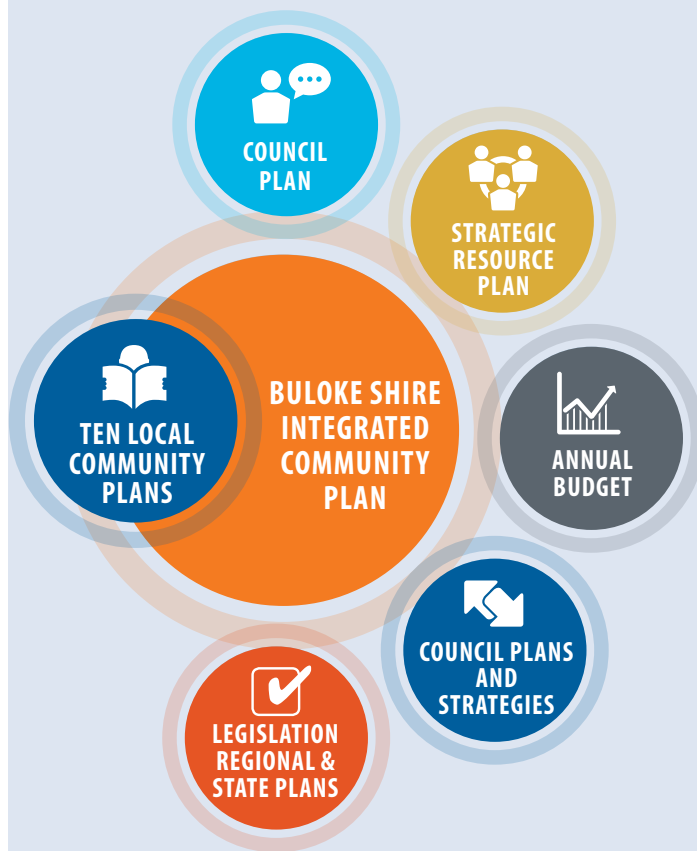 COUNCIL
PLAN
STRATEGIC
RESOURCE
PLAN
BULOKE SHIRE
INTEGRATED
COMMUNITY
PLAN
TEN LOCAL
COMMUNITY
PLANS
ANNUAL
BUDGET
COUNCIL PLANS
AND
STRATEGIES
LEGISLATION
REGIONAL &
STATE PLANS